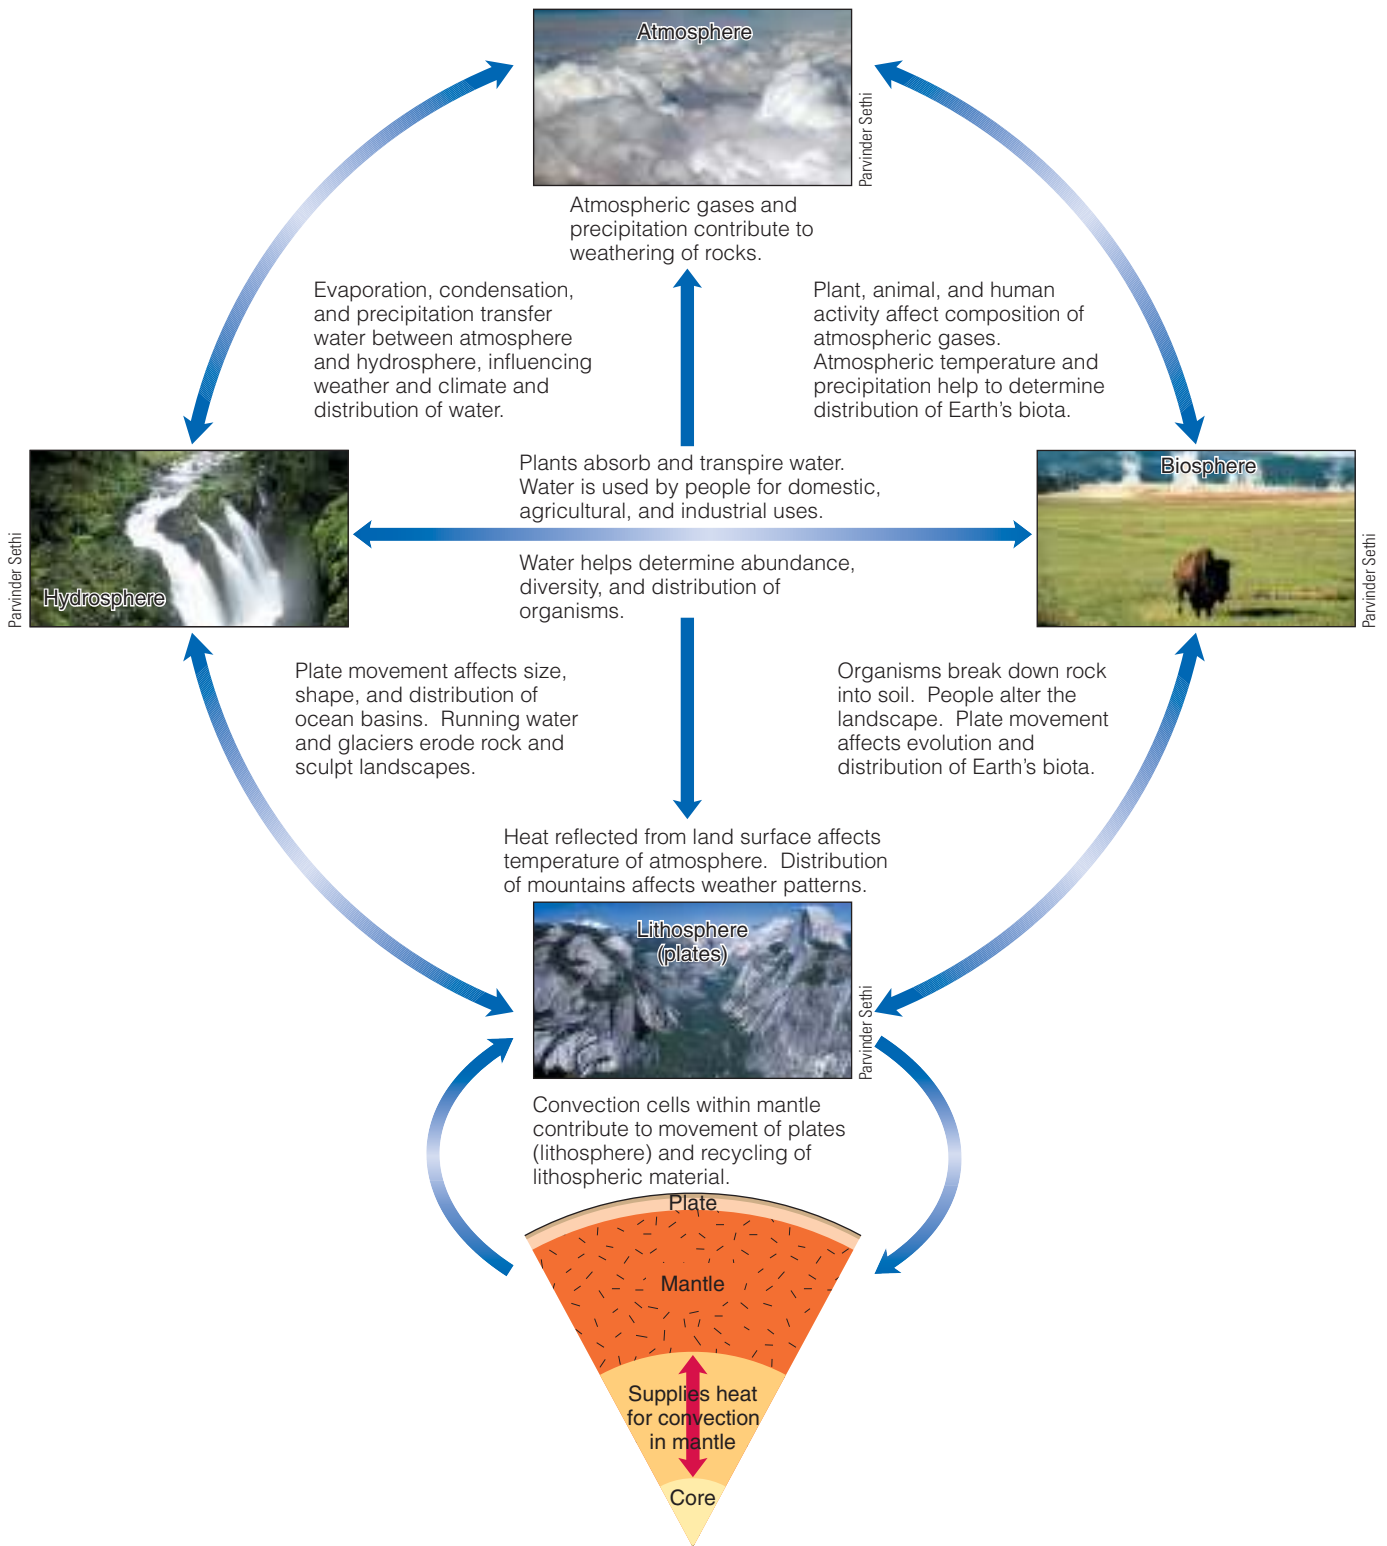 Atmosphere
Parvinder Sethi
Atmospheric gases and
precipitation contribute to
weathering of rocks.
Evaporation, condensation,
and precipitation transfer
water between atmosphere
and hydrosphere, influencing
weather and climate and
distribution of water.
Plant, animal, and human
activity affect composition of
atmospheric gases.
Atmospheric temperature and
precipitation help to determine
distribution of Earth's biota.
Parvinder Sethi
Hydrosphere
Plants absorb and transpire water.
Water is used by people for domestic,
agricultural, and industrial uses.
Water helps determine abundance,
diversity, and distribution of
organisms.
Biosphere
Parvinder Sethi
Plate movement affects size,
shape, and distribution of
ocean basins. Running water
and glaciers erode rock and
sculpt landscapes.
Organisms break down rock
into soil. People alter the
landscape. Plate movement
affects evolution and
distribution of Earth's biota.
Heat reflected from land surface affects
temperature of atmosphere. Distribution
of mountains affects weather patterns.
Lithosphere
(plates)
Parvinder Sethi
Convection cells within mantle
contribute to movement of plates
(lithosphere) and recycling of
lithospheric material.
Plate
Mantle
Supplies heat
for convection
in mantle
Core